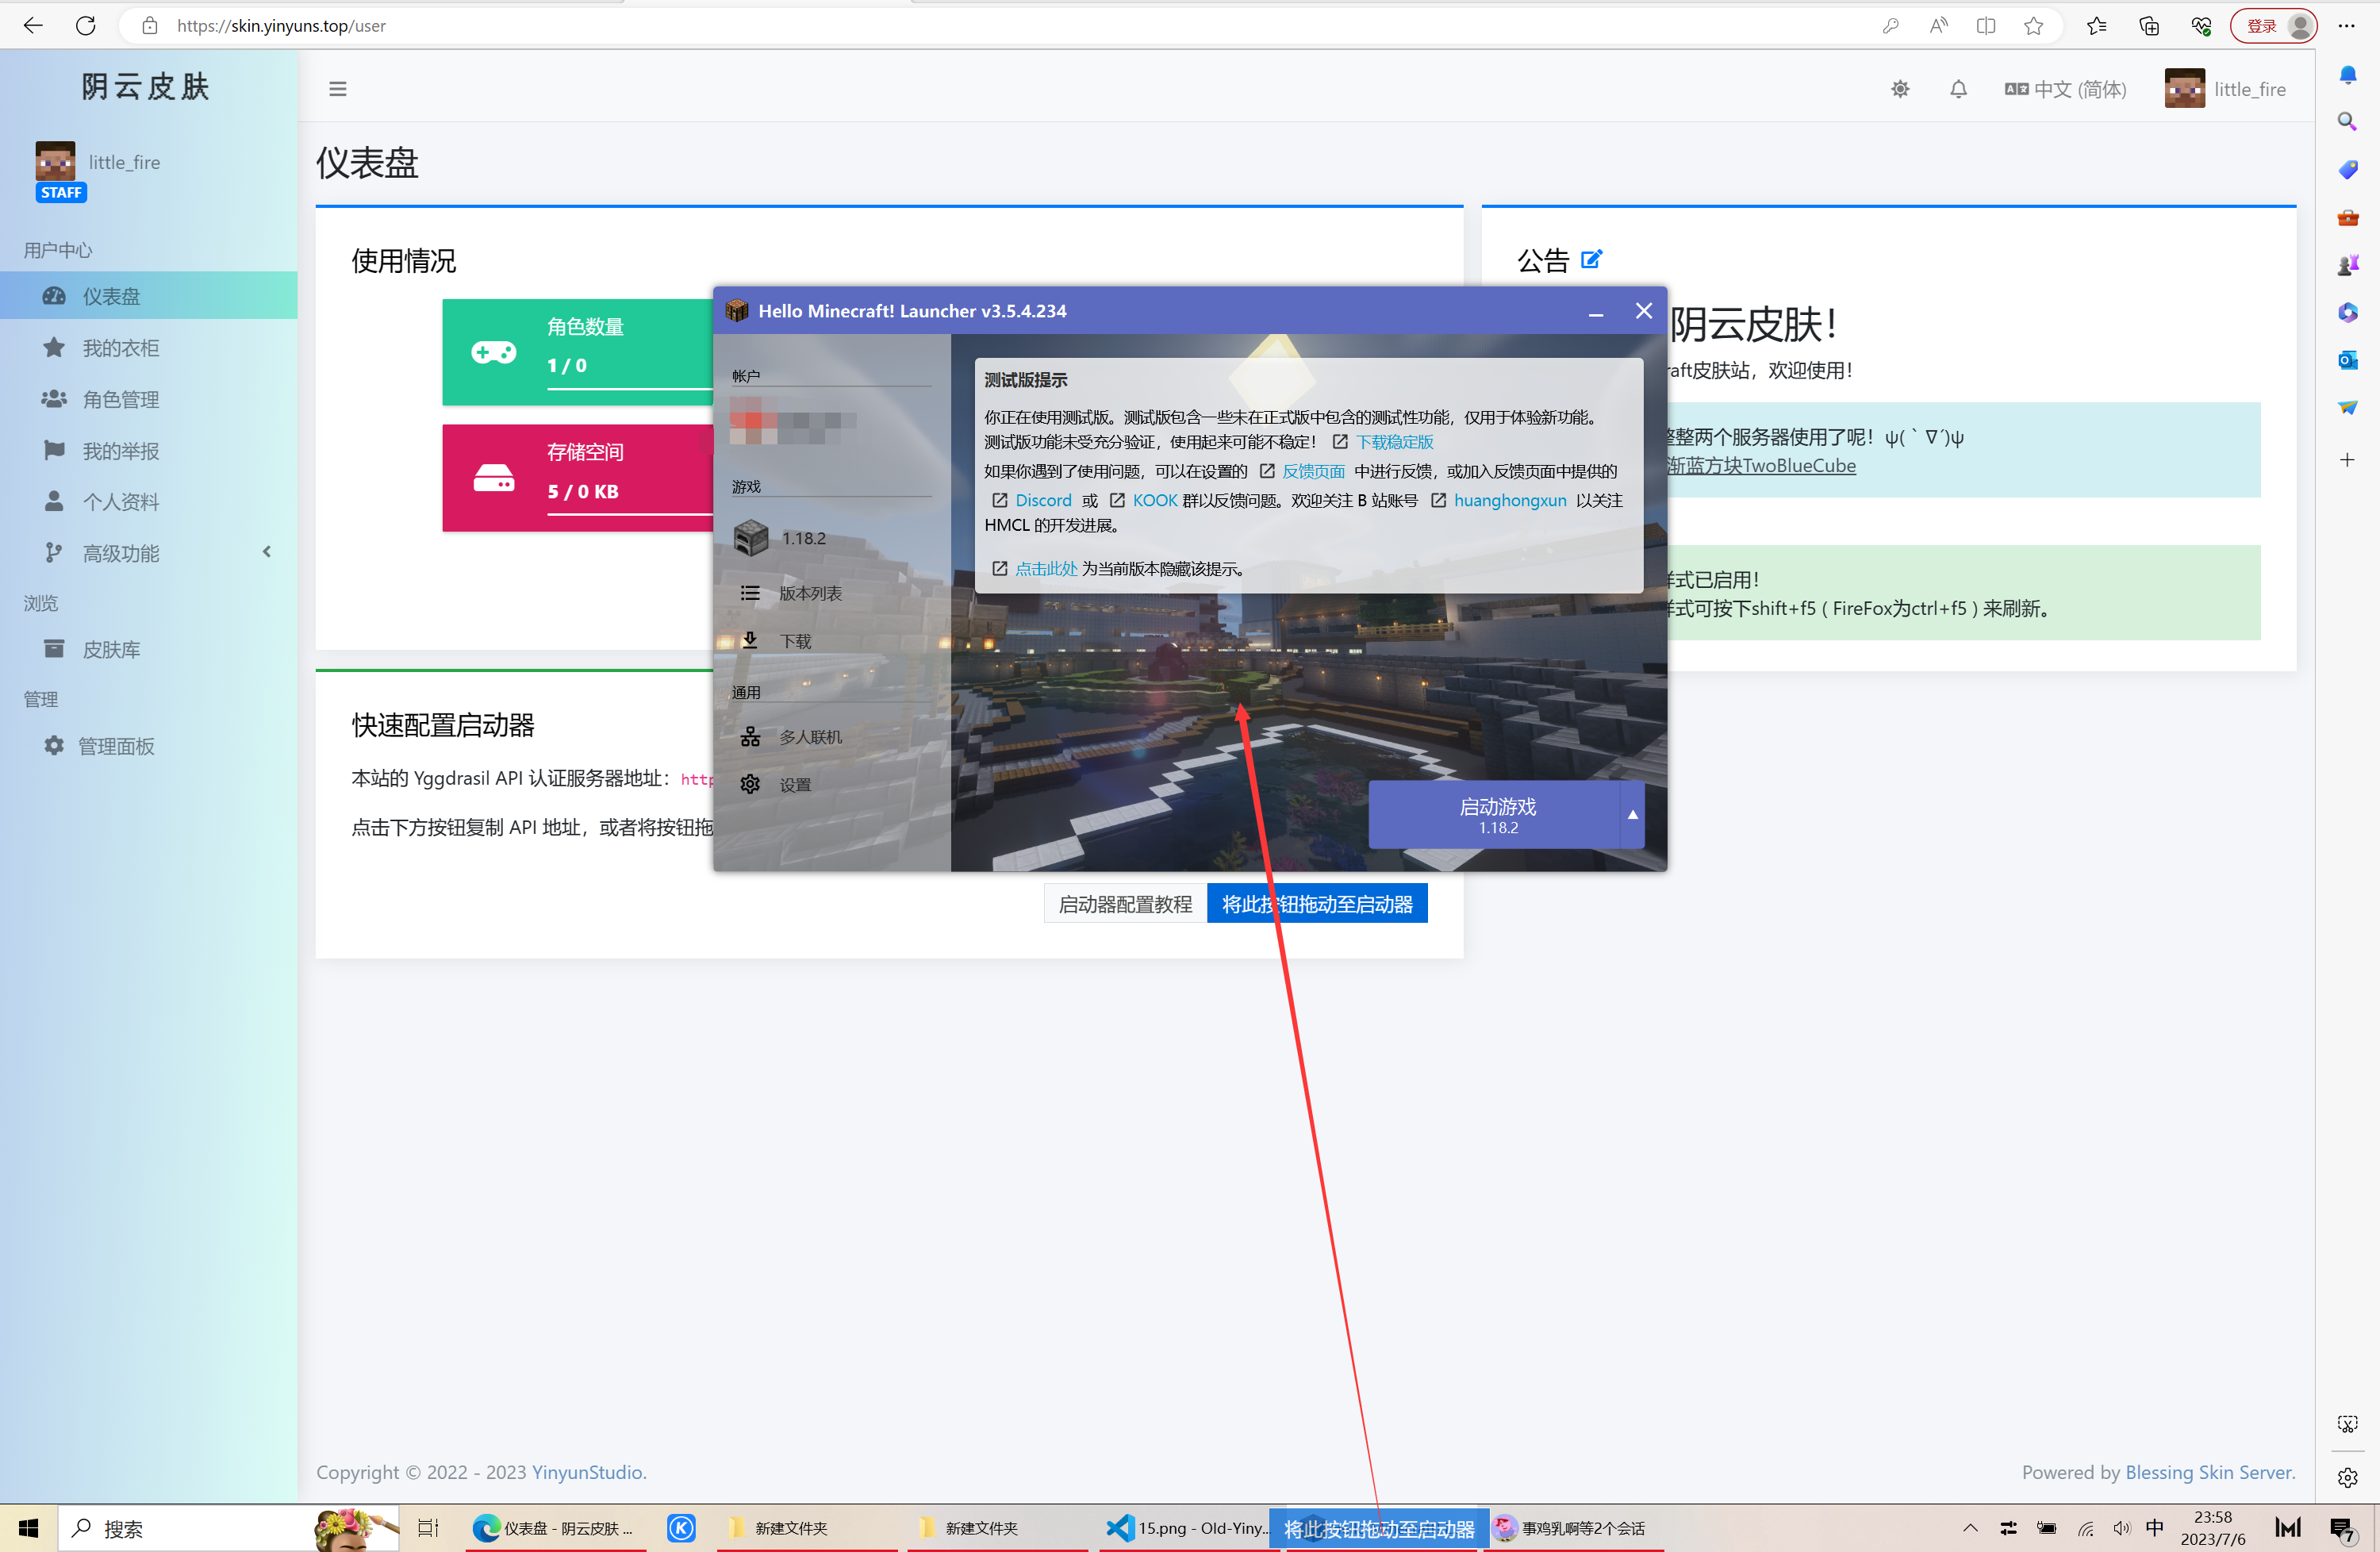 https://skin.yinyuns.top/user
登录
阴云皮肤
中文 (简体)
little_fire
little_fire
STAFF
用户中心
仪表盘
我的衣柜
角色管理
我的举报
个人资料
高级功能
浏览
皮肤库
管理
管理面板
仪表盘
使用情况
角色数量
1 / 0
存储空间
5 / 0 KB
快速配置启动器
本站的 Yggdrasil API 认证服务器地址：http
点击下方按钮复制 API 地址，或者将按钮拖
启动器配置教程
将此按钮拖动至启动器
公告
阴云皮肤！
raft皮肤站，欢迎使用！
整两个服务器使用了呢！ψ(｀∇´)ψ
渐蓝方块TwoBlueCube
样式已启用！
样式可按下shift+f5 ( FireFox为ctrl+f5 ) 来刷新。
Hello Minecraft! Launcher v3.5.4.234
帐户
游戏
1.18.2
版本列表
下载
通用
多人联机
设置
测试版提示
你正在使用测试版。测试版包含一些未在正式版中包含的测试性功能，仅用于体验新功能。
测试版功能未受充分验证，使用起来可能不稳定！ 下载稳定版
如果你遇到了使用问题，可以在设置的 反馈页面 中进行反馈，或加入反馈页面中提供的
Discord 或 KOOK 群以反馈问题。欢迎关注 B 站账号 huanghongxun 以关注
HMCL 的开发进展。
点击此处 为当前版本隐藏该提示。
启动游戏
1.18.2
Copyright © 2022 - 2023 YinyunStudio.
Powered by Blessing Skin Server.
搜索
仪表盘 - 阴云皮肤 ...
新建文件夹
新建文件夹
15.png - Old-Yiny...
将此按钮拖动至启动器
事鸡乳啊等2个会话
中
23:58
2023/7/6
7